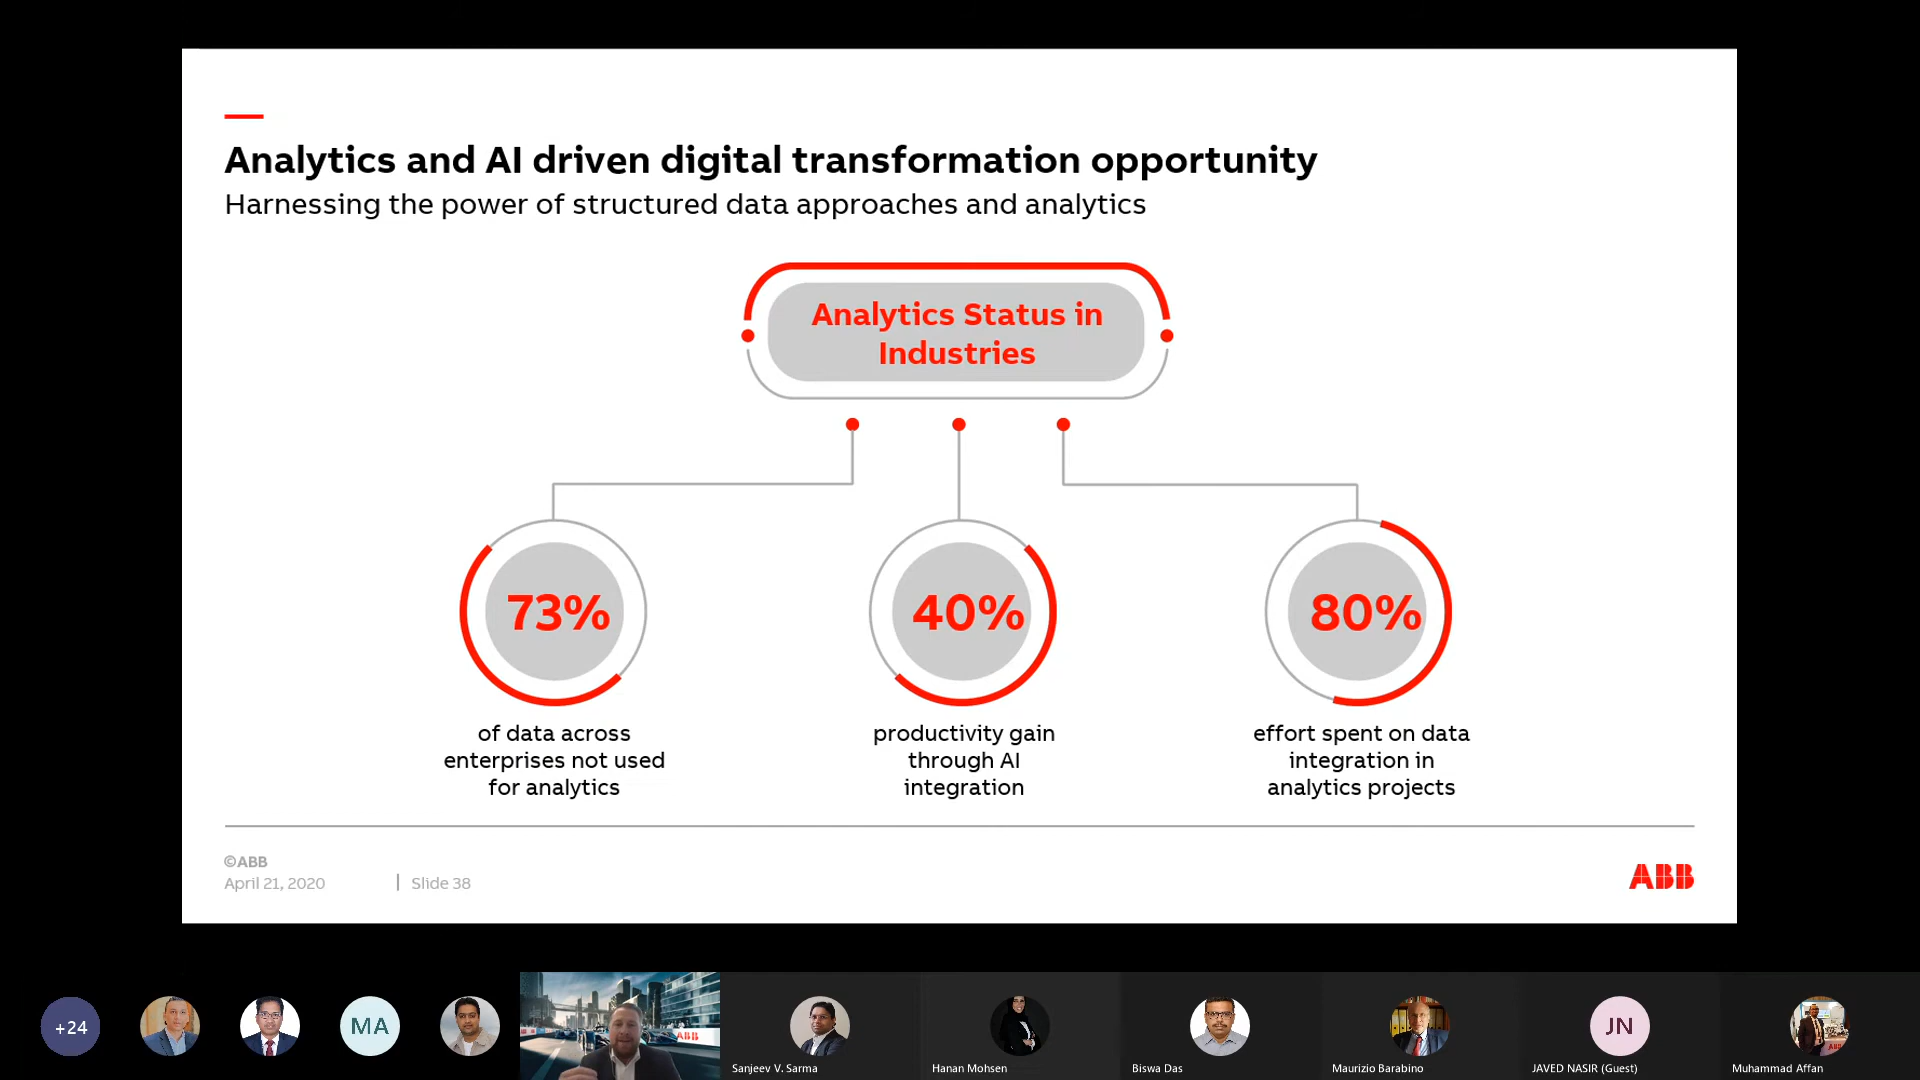 Analytics and AI driven digital transformation opportunity
Harnessing the power of structured data approaches and analytics
Analytics Status in
Industries
73%
of data across
enterprises not used
for analytics
40%
productivity gain
through AI
integration
80%
effort spent on data
integration in
analytics projects
©ABB
April 21, 2020
Slide 38
ABB
+24
MA
ABB
JN
ABB
Sanjeev V. Sarma
Hanan Mohsen
Biswa Das
Maurizio Barabino
JAVED NASIR (Guest)
Muhammad Affan